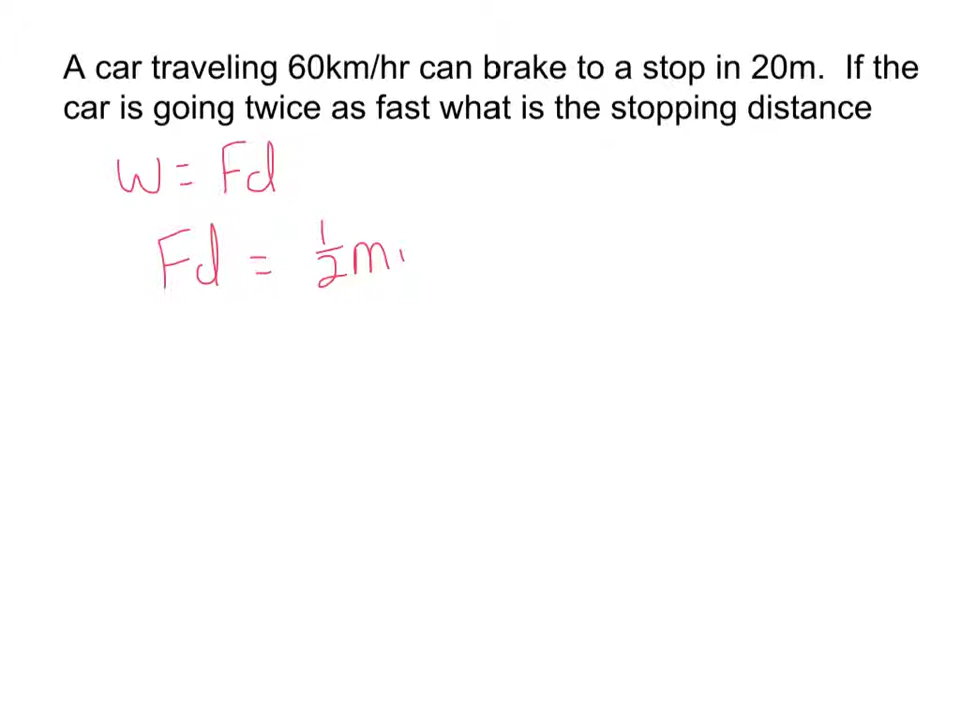 A car traveling 60km/hr can brake to a stop in 20m. If the
car is going twice as fast what is the stopping distance
W = Fd
Fd = 1/2 m